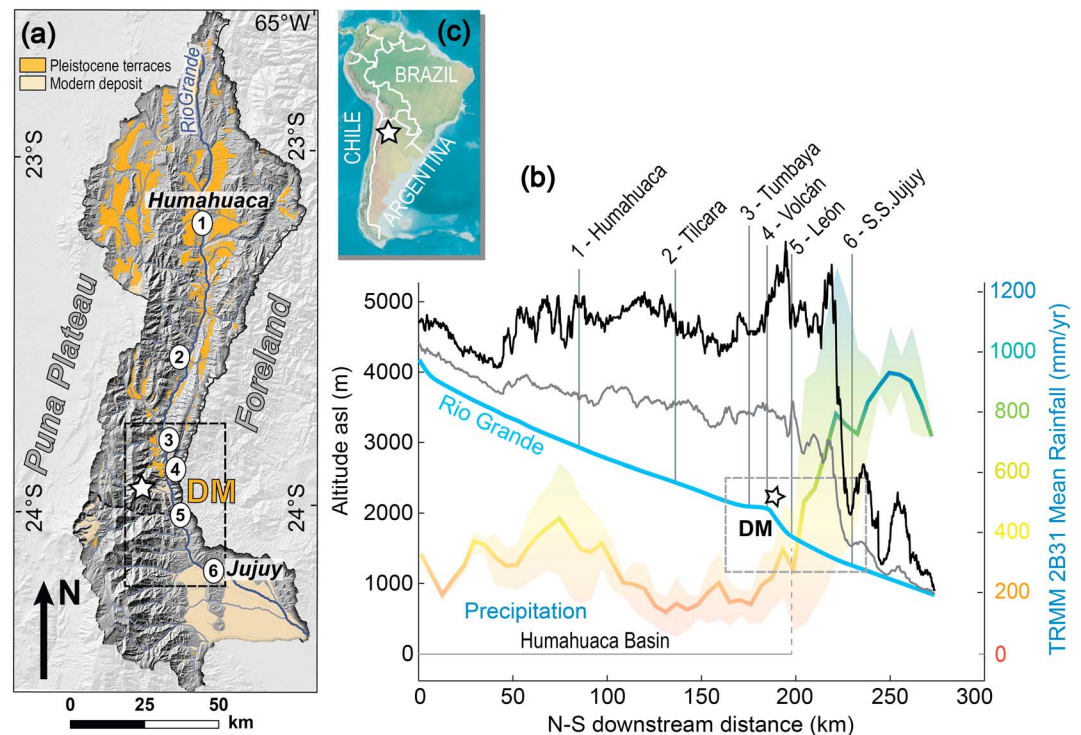 (a)
65°W
Pleistocene terraces
Modern deposit
RioGrande
23°S
23°S
Humahuaca
1
Puna Plateau
Foreland
2
3
4
DM
5
24°S
24°S
6
Jujuy
N
0 25 50
km
(c)
BRAZIL
CHILE
ARGENTINA
(b)
1 - Humahuaca
2 - Tilcara
3 - Tumbaya
4 - Volcán
5 - León
6 - S.S.Jujuy
Altitude asl (m)
5000
4000
3000
2000
1000
0
Rio Grande
DM
Precipitation
Humahuaca Basin
1200
1000
800
600
400
200
0
TRMM 2B31 Mean Rainfall (mm/yr)
0 50 100 150 200 250 300
N-S downstream distance (km)